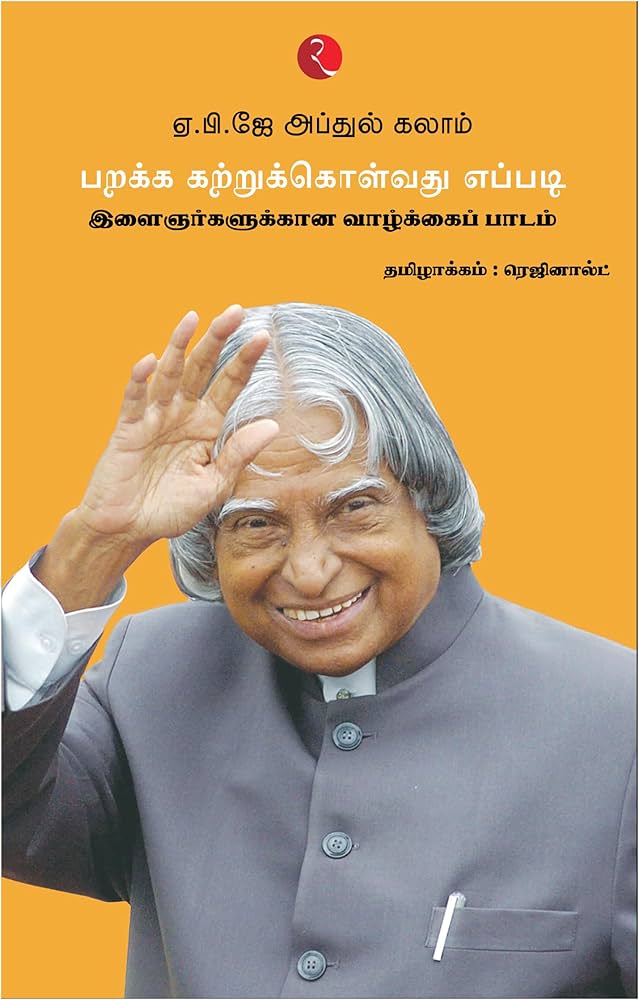 ஏ.பி.ஜே அப்துல் கலாம்
பறக்க கற்றுக்கொள்வது எப்படி
இளைஞர்களுக்கான வாழ்க்கைப் பாடம்
தமிழாக்கம் : ரெஜினால்ட்